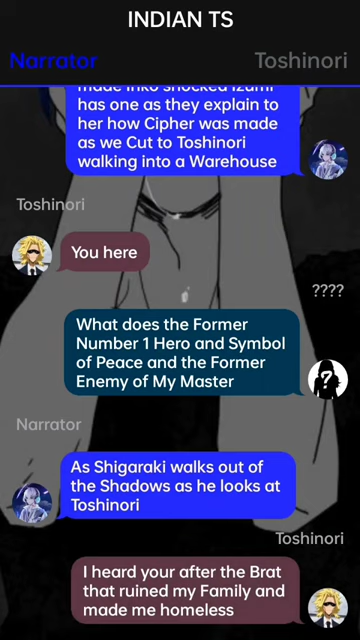 INDIAN TS
Narrator
Toshinori
made Inko shocked Izumi
has one as they explain to
her how Cipher was made
as we Cut to Toshinori
walking into a Warehouse
Toshinori
You here
????
What does the Former
Number 1 Hero and Symbol
of Peace and the Former
Enemy of My Master
?
Narrator
As Shigaraki walks out of
the Shadows as he looks at
Toshinori
Toshinori
I heard your after the Brat
that ruined my Family and
made me homeless